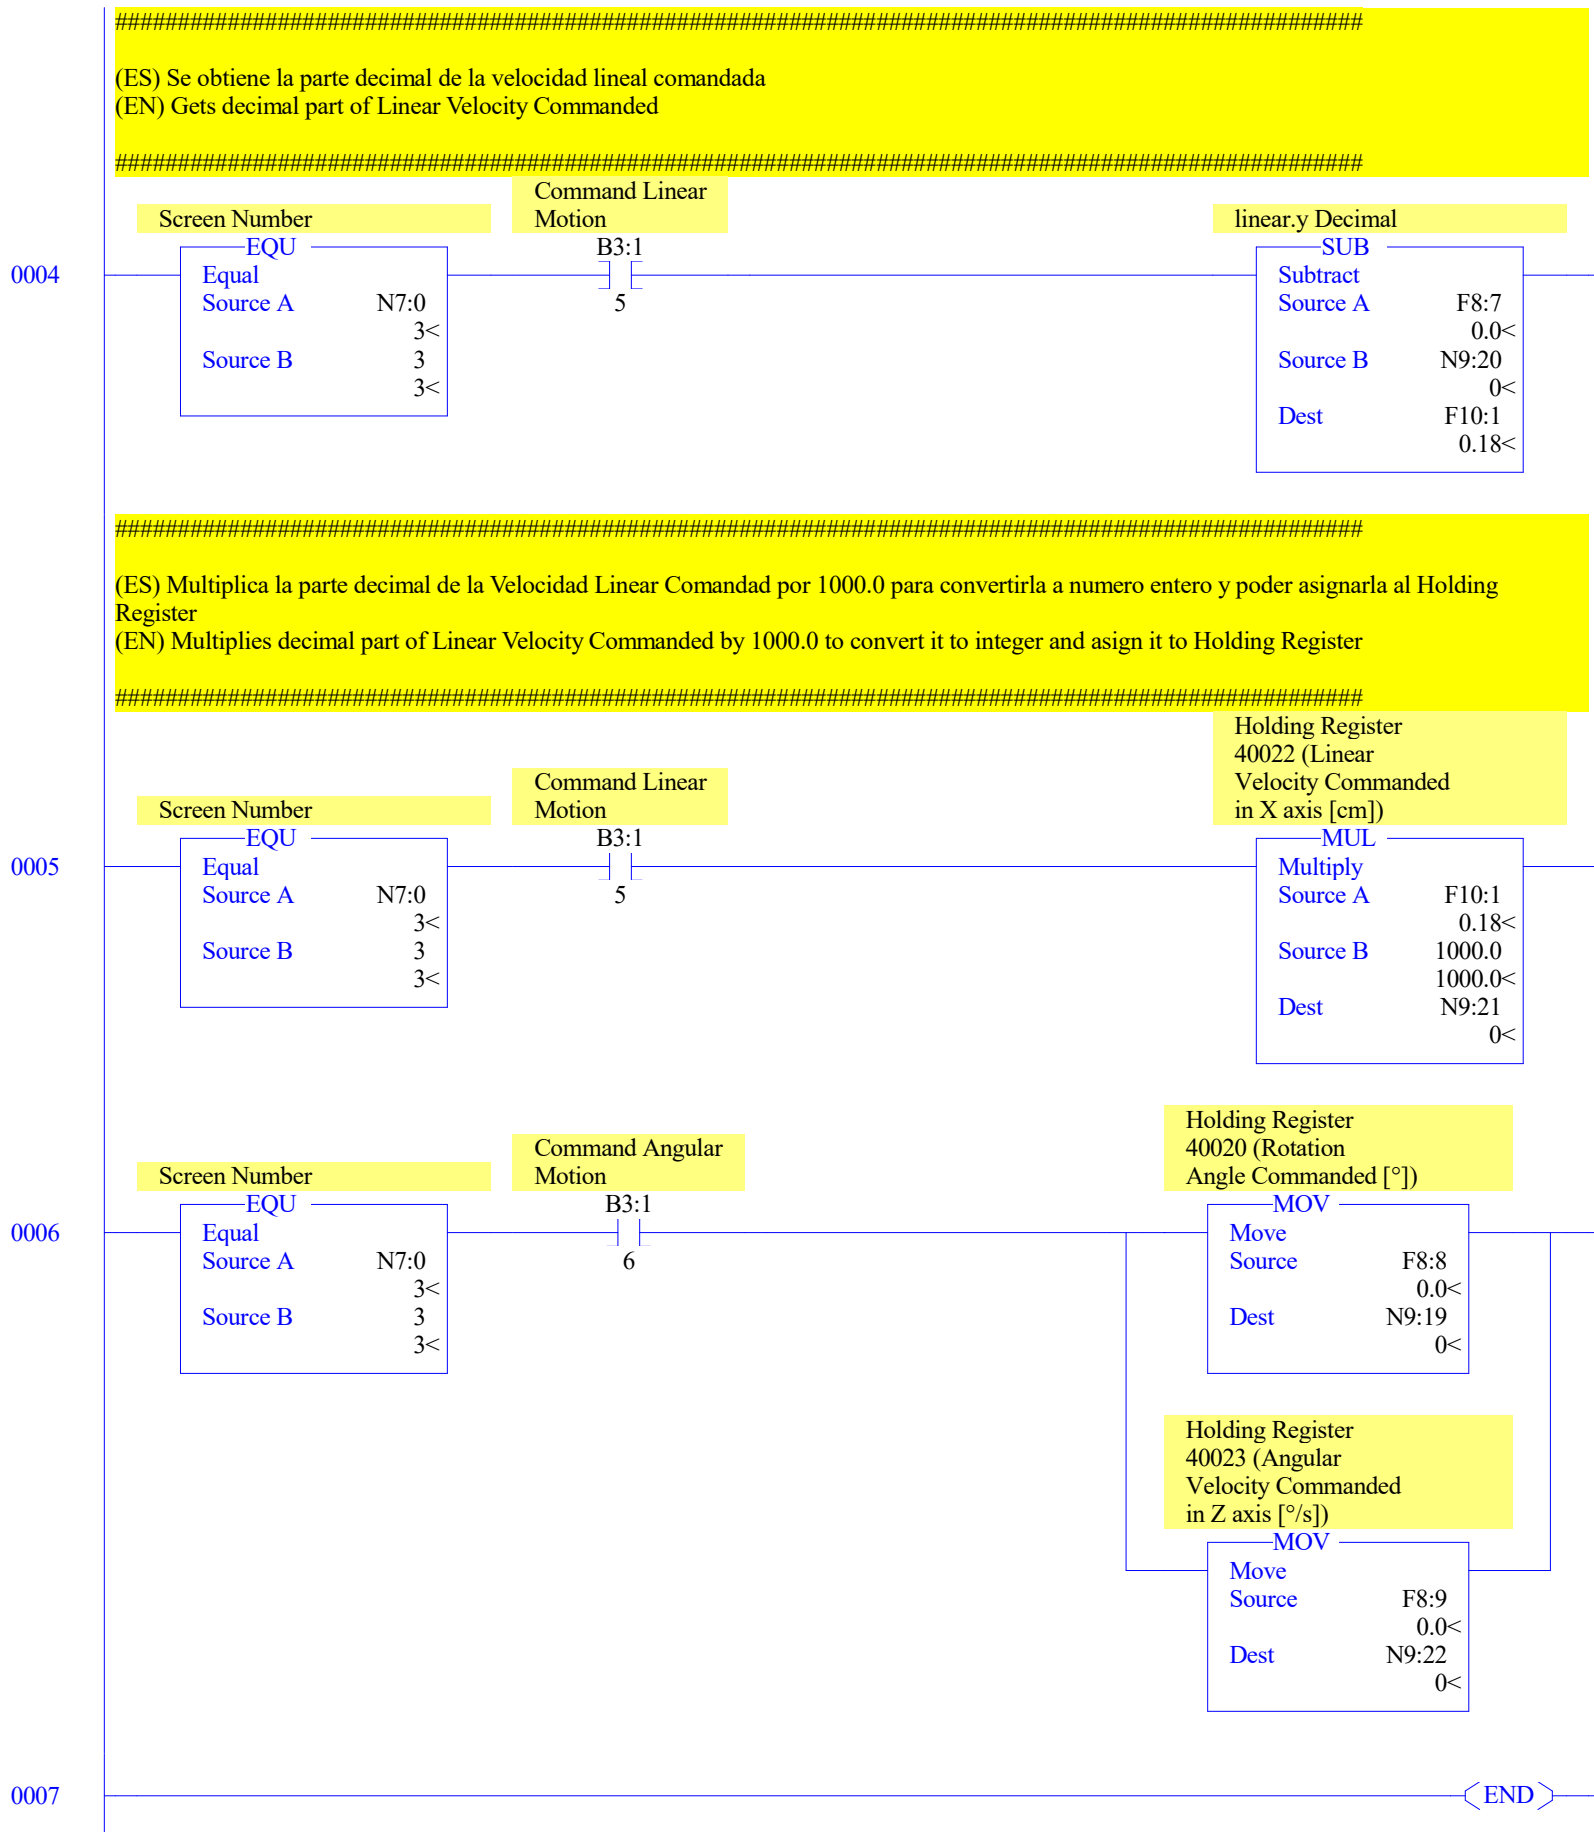 ####################################################################################################
(ES) Se obtiene la parte decimal de la velocidad lineal comandada
(EN) Gets decimal part of Linear Velocity Commanded
####################################################################################################
Command Linear
Screen Number Motion linear.y Decimal
EQU B3:1 SUB
0004 Equal Subtract
Source A N7:0 5 Source A F8:7
3< 0.0<
Source B 3 Source B N9:20
3< 0<
Dest F10:1
0.18<
####################################################################################################
(ES) Multiplica la parte decimal de la Velocidad Linear Comandad por 1000.0 para convertirla a numero entero y poder asignarla al Holding
Register
(EN) Multiplies decimal part of Linear Velocity Commanded by 1000.0 to convert it to integer and asign it to Holding Register
####################################################################################################
Holding Register
40022 (Linear
Command Linear Velocity Commanded
Screen Number Motion in X axis [cm])
EQU B3:1 MUL
0005 Equal Multiply
Source A N7:0 5 Source A F10:1
3< 0.18<
Source B 3 Source B 1000.0
3< 1000.0<
Dest N9:21
0<
Holding Register
Command Angular 40020 (Rotation
Screen Number Motion Angle Commanded [°])
EQU B3:1 MOV
0006 Equal Move
Source A N7:0 6 Source F8:8
3< 0.0<
Source B 3 Dest N9:19
3< 0<
Holding Register
40023 (Angular
Velocity Commanded
in Z axis [°/s])
MOV
Move
Source F8:9
0.0<
Dest N9:22
0<
0007 END